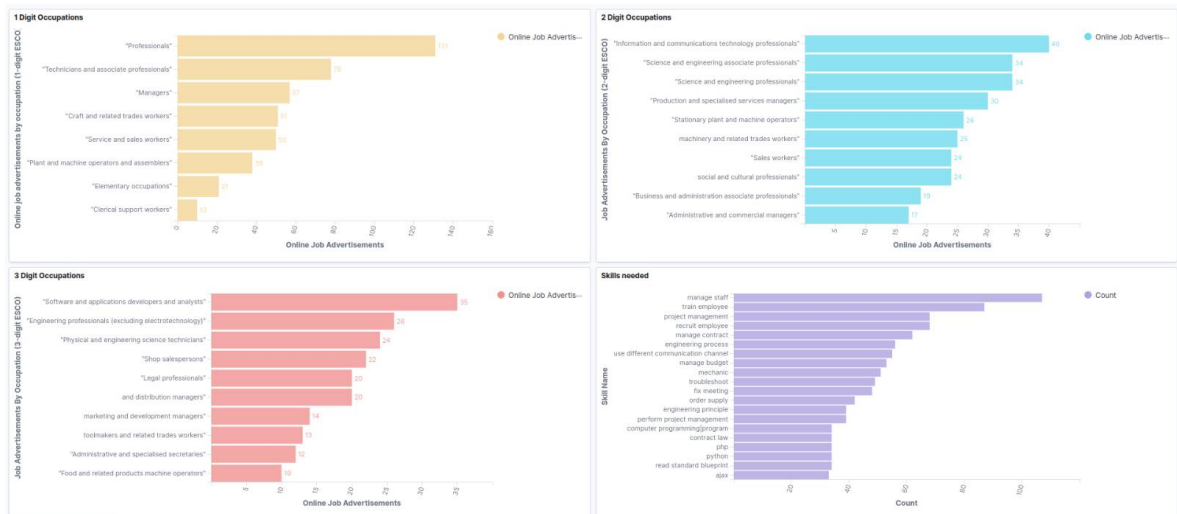 1 Digit Occupations
Online job advertisements by occupation (1-digit ESCO)
"Professionals"
131
"Technicians and associate professionals"
78
"Managers"
57
"Craft and related trades workers"
51
"Service and sales workers"
50
"Plant and machine operators and assemblers"
38
"Elementary occupations"
21
"Clerical support workers"
10
0 20 40 60 80 100 120 140 160
Online Job Advertisements
Online Job Advertis...
2 Digit Occupations
Job Advertisements By Occupation (2-digit ESCO)
"Information and communications technology professionals"
40
"Science and engineering associate professionals"
34
"Science and engineering professionals"
34
"Production and specialised services managers"
30
"Stationary plant and machine operators"
26
machinery and related trades workers"
25
"Sales workers"
24
social and cultural professionals"
24
"Business and administration associate professionals"
19
"Administrative and commercial managers"
17
5 10 15 20 25 30 35 40
Online Job Advertisements
Online Job Advertis...
3 Digit Occupations
Job Advertisements By Occupation (3-digit ESCO)
"Software and applications developers and analysts"
35
"Engineering professionals (excluding electrotechnology)"
26
"Physical and engineering science technicians"
24
"Shop salespersons"
22
"Legal professionals"
20
and distribution managers"
20
marketing and development managers"
14
toolmakers and related trades workers"
13
"Administrative and specialised secretaries"
12
"Food and related products machine operators"
10
5 10 15 20 25 30 35
Online Job Advertisements
Online Job Advertis...
Skills needed
Skill Name
manage staff
train employee
project management
recruit employee
manage contract
engineering process
use different communication channel
manage budget
mechanic
troubleshoot
fix meeting
order supply
engineering principle
perform project management
computer programming|program
contract law
php
python
read standard blueprint
ajax
20 40 60 80 100
Count
Count